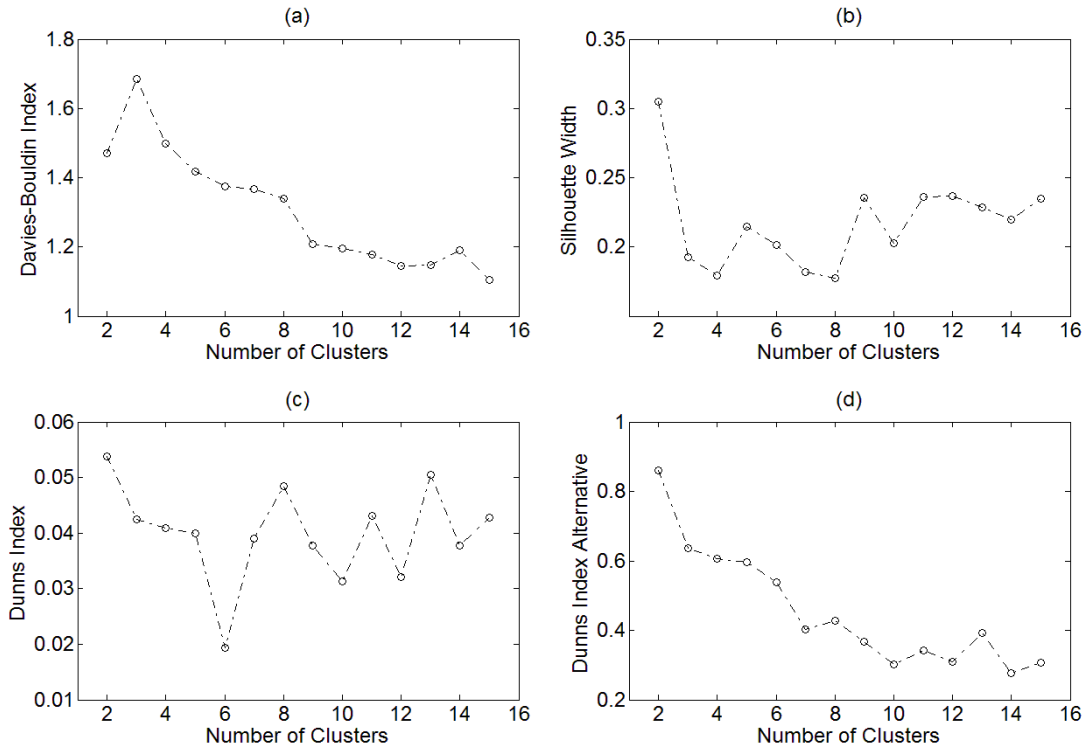 (a)
1.8
1.6
1.4
1.2
1
Davies-Bouldin Index
2 4 6 8 10 12 14 16
Number of Clusters
(b)
0.35
0.3
0.25
0.2
Silhouette Width
2 4 6 8 10 12 14 16
Number of Clusters
(c)
0.06
0.05
0.04
0.03
0.02
0.01
Dunns Index
2 4 6 8 10 12 14 16
Number of Clusters
(d)
1
0.8
0.6
0.4
0.2
Dunns Index Alternative
2 4 6 8 10 12 14 16
Number of Clusters